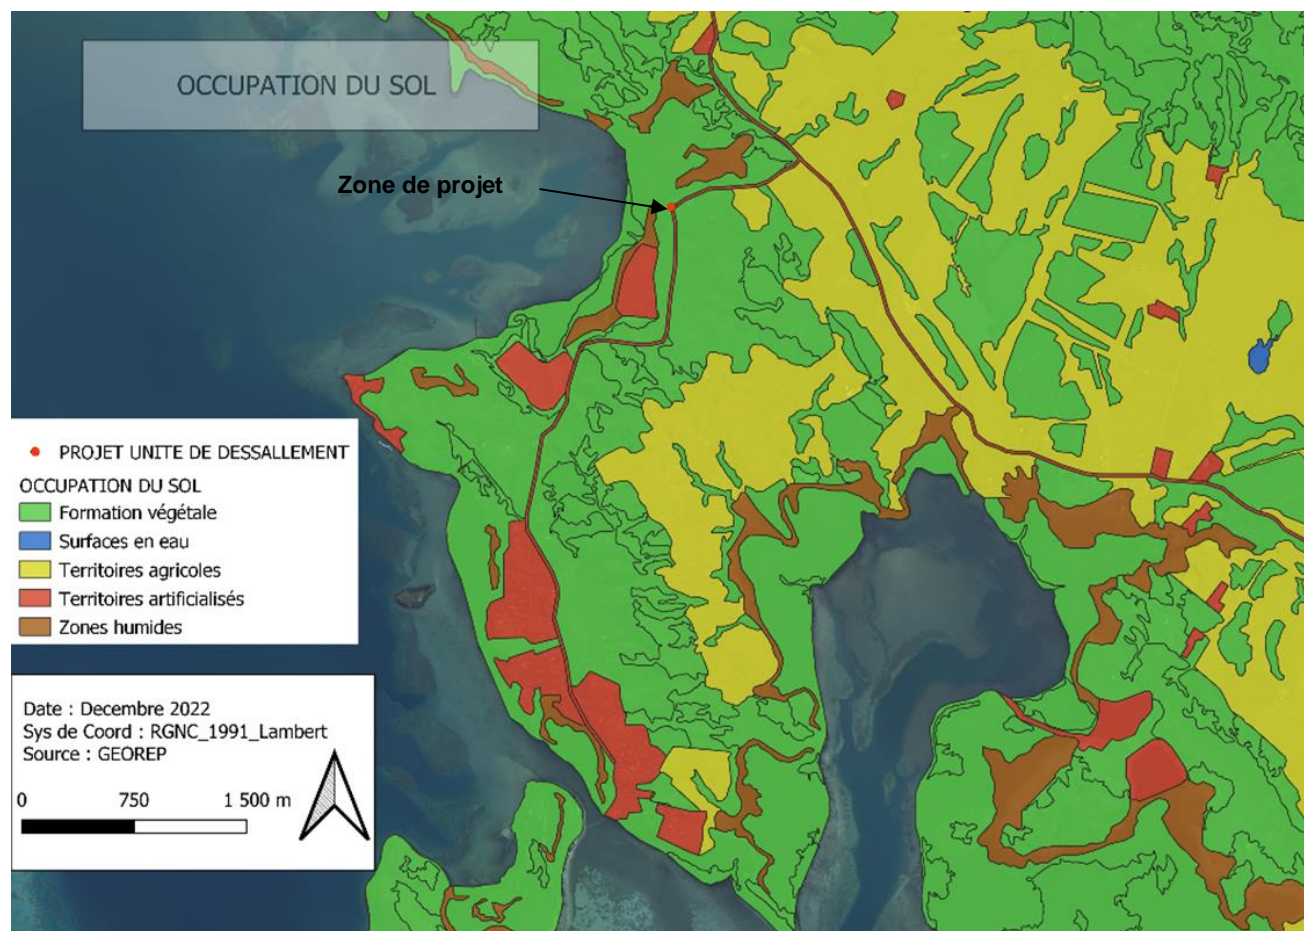 OCCUPATION DU SOL
Zone de projet
PROJET UNITE DE DESSALLEMENT
OCCUPATION DU SOL
Formation végétale
Surfaces en eau
Territoires agricoles
Territoires artificialisés
Zones humides
Date : Decembre 2022
Sys de Coord : RGNC_1991_Lambert
Source : GEOREP
0 750 1 500 m